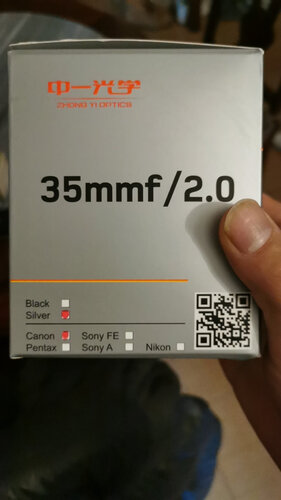 中一光学
ZHONG YI OPTICS
35mmf/2.0
Black
Silver
Canon Sony FE
Pentax Sony A Nikon